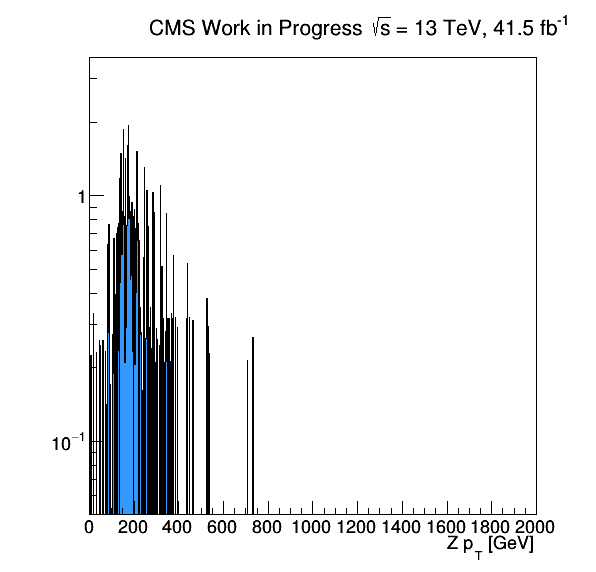 CMS Work in Progress √s = 13 TeV, 41.5 fb⁻¹
1
10⁻¹
0 200 400 600 800 1000 1200 1400 1600 1800 2000
Z p_T [GeV]